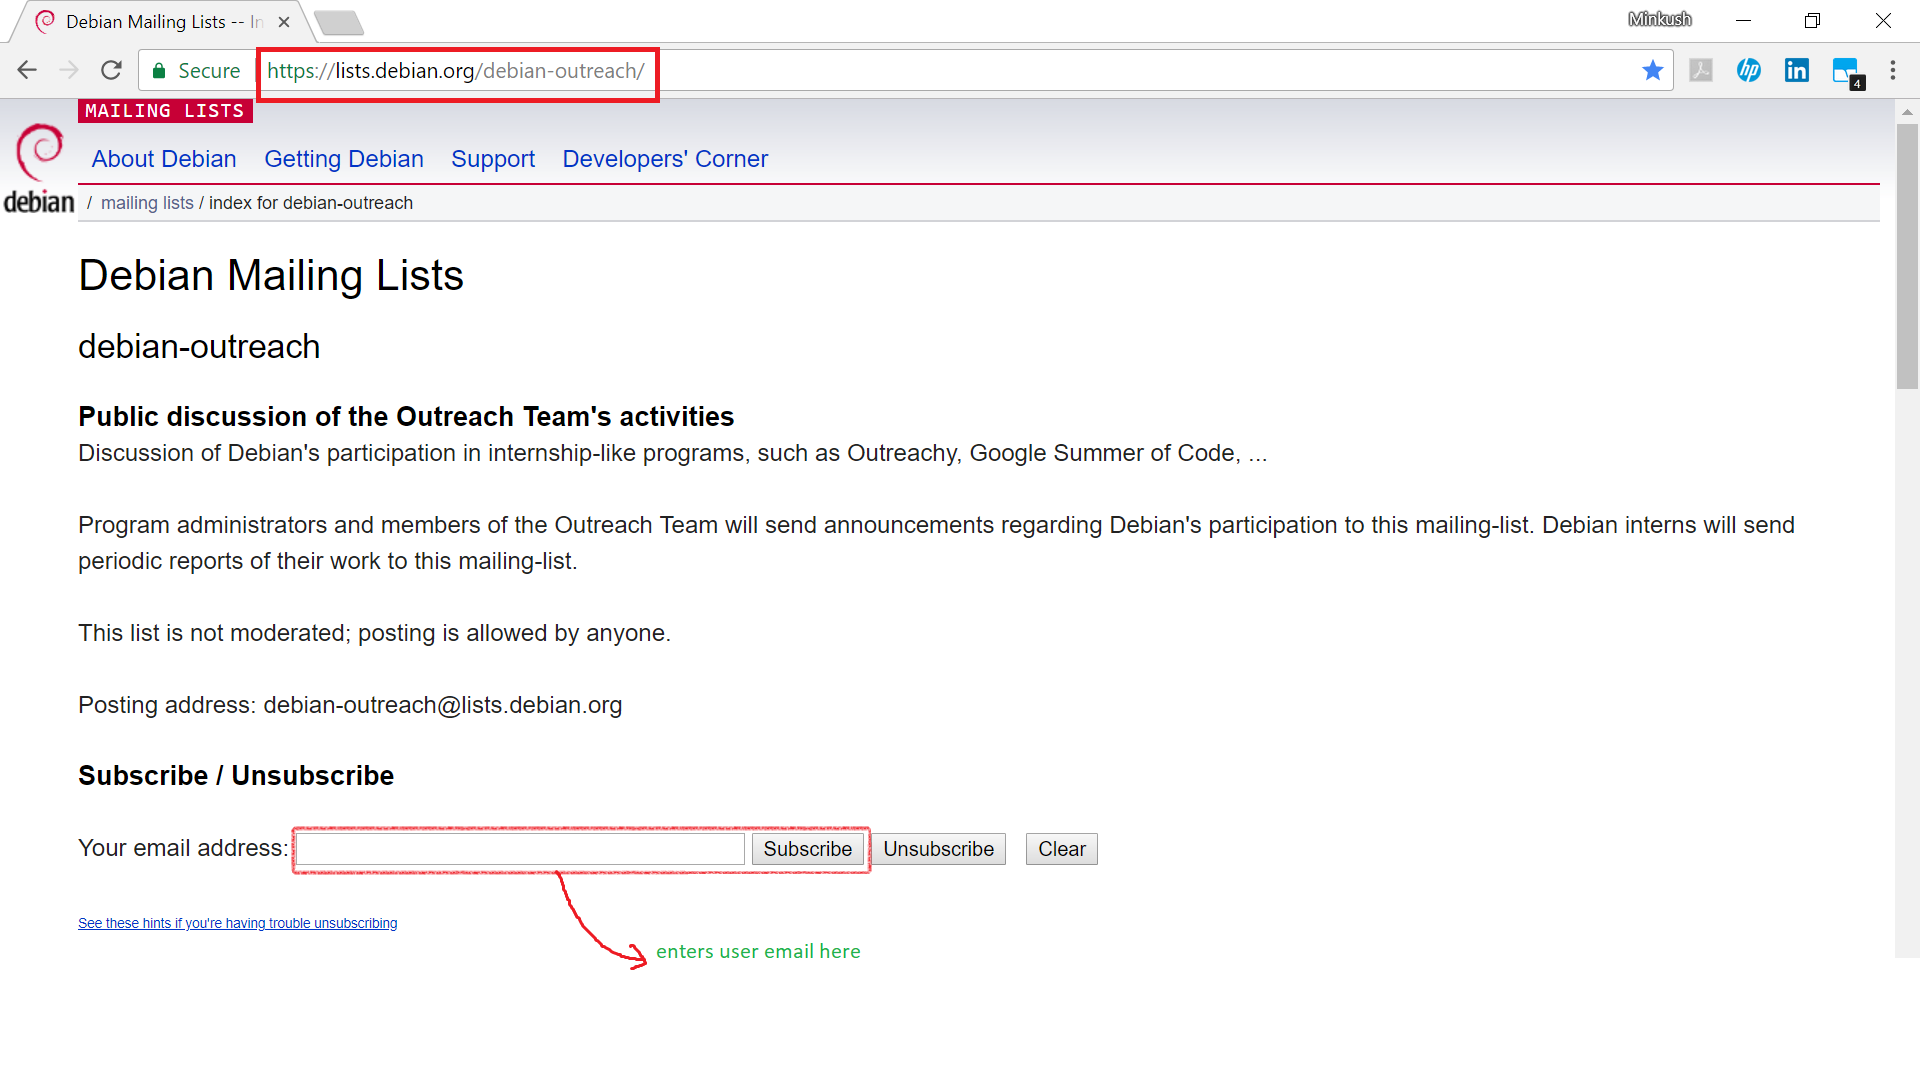 Debian Mailing Lists -- In
Minkush
Secure
https://lists.debian.org/debian-outreach/
hp
in
4
MAILING LISTS
About Debian Getting Debian Support Developers' Corner
debian
/ mailing lists / index for debian-outreach
Debian Mailing Lists
debian-outreach
Public discussion of the Outreach Team's activities
Discussion of Debian's participation in internship-like programs, such as Outreachy, Google Summer of Code, ...
Program administrators and members of the Outreach Team will send announcements regarding Debian's participation to this mailing-list. Debian interns will send
periodic reports of their work to this mailing-list.
This list is not moderated; posting is allowed by anyone.
Posting address: debian-outreach@lists.debian.org
Subscribe / Unsubscribe
Your email address: Subscribe Unsubscribe Clear
See these hints if you're having trouble unsubscribing
enters user email here